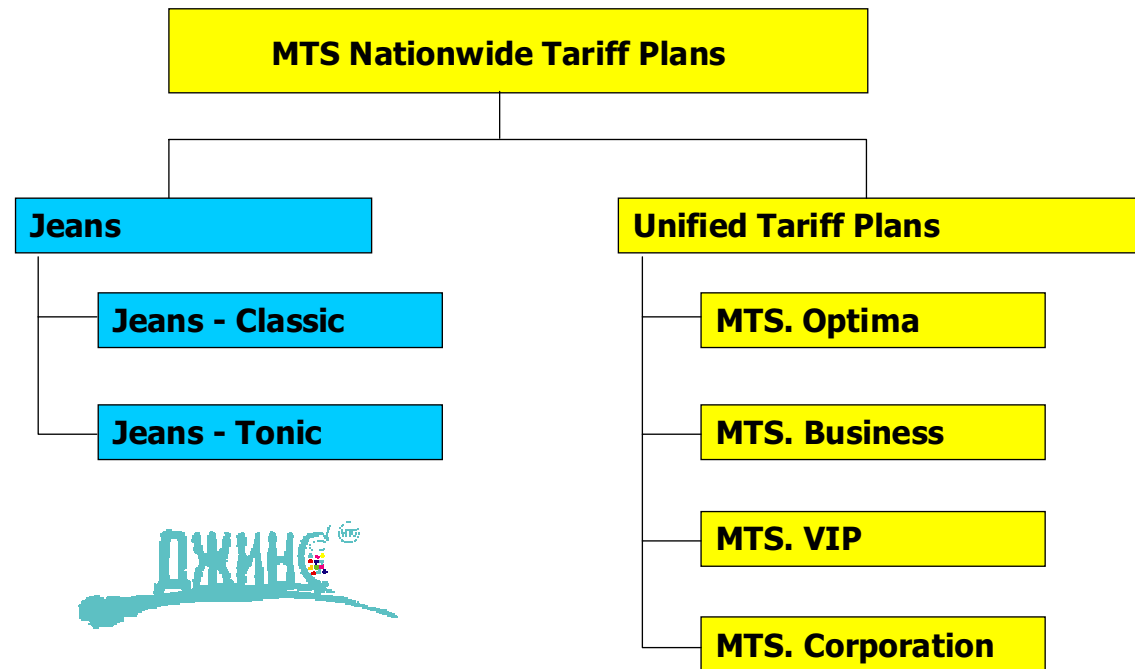 MTS Nationwide Tariff Plans
Jeans
Jeans - Classic
Jeans - Tonic
ДЖИНС
Unified Tariff Plans
MTS. Optima
MTS. Business
MTS. VIP
MTS. Corporation